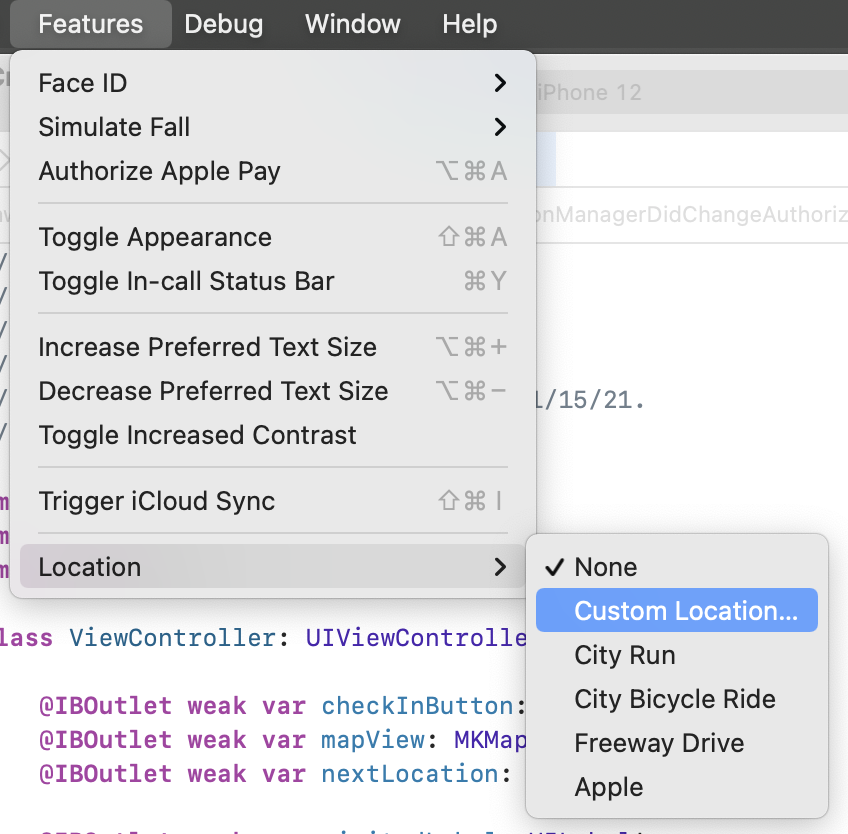 Features Debug Window Help
Face ID
iPhone 12
Simulate Fall
Authorize Apple Pay ⌥⌘A
onManagerDidChangeAuthoriz
Toggle Appearance ⇧⌘A
Toggle In-call Status Bar ⌘Y
Increase Preferred Text Size ⌥⌘+
Decrease Preferred Text Size ⌥⌘−
1/15/21.
Toggle Increased Contrast
Trigger iCloud Sync ⇧⌘I
Location
✓ None
Custom Location...
lass ViewController: UIViewControlle
City Run
@IBOutlet weak var checkInButton:
City Bicycle Ride
@IBOutlet weak var mapView: MKMap
Freeway Drive
@IBOutlet weak var nextLocation:
Apple